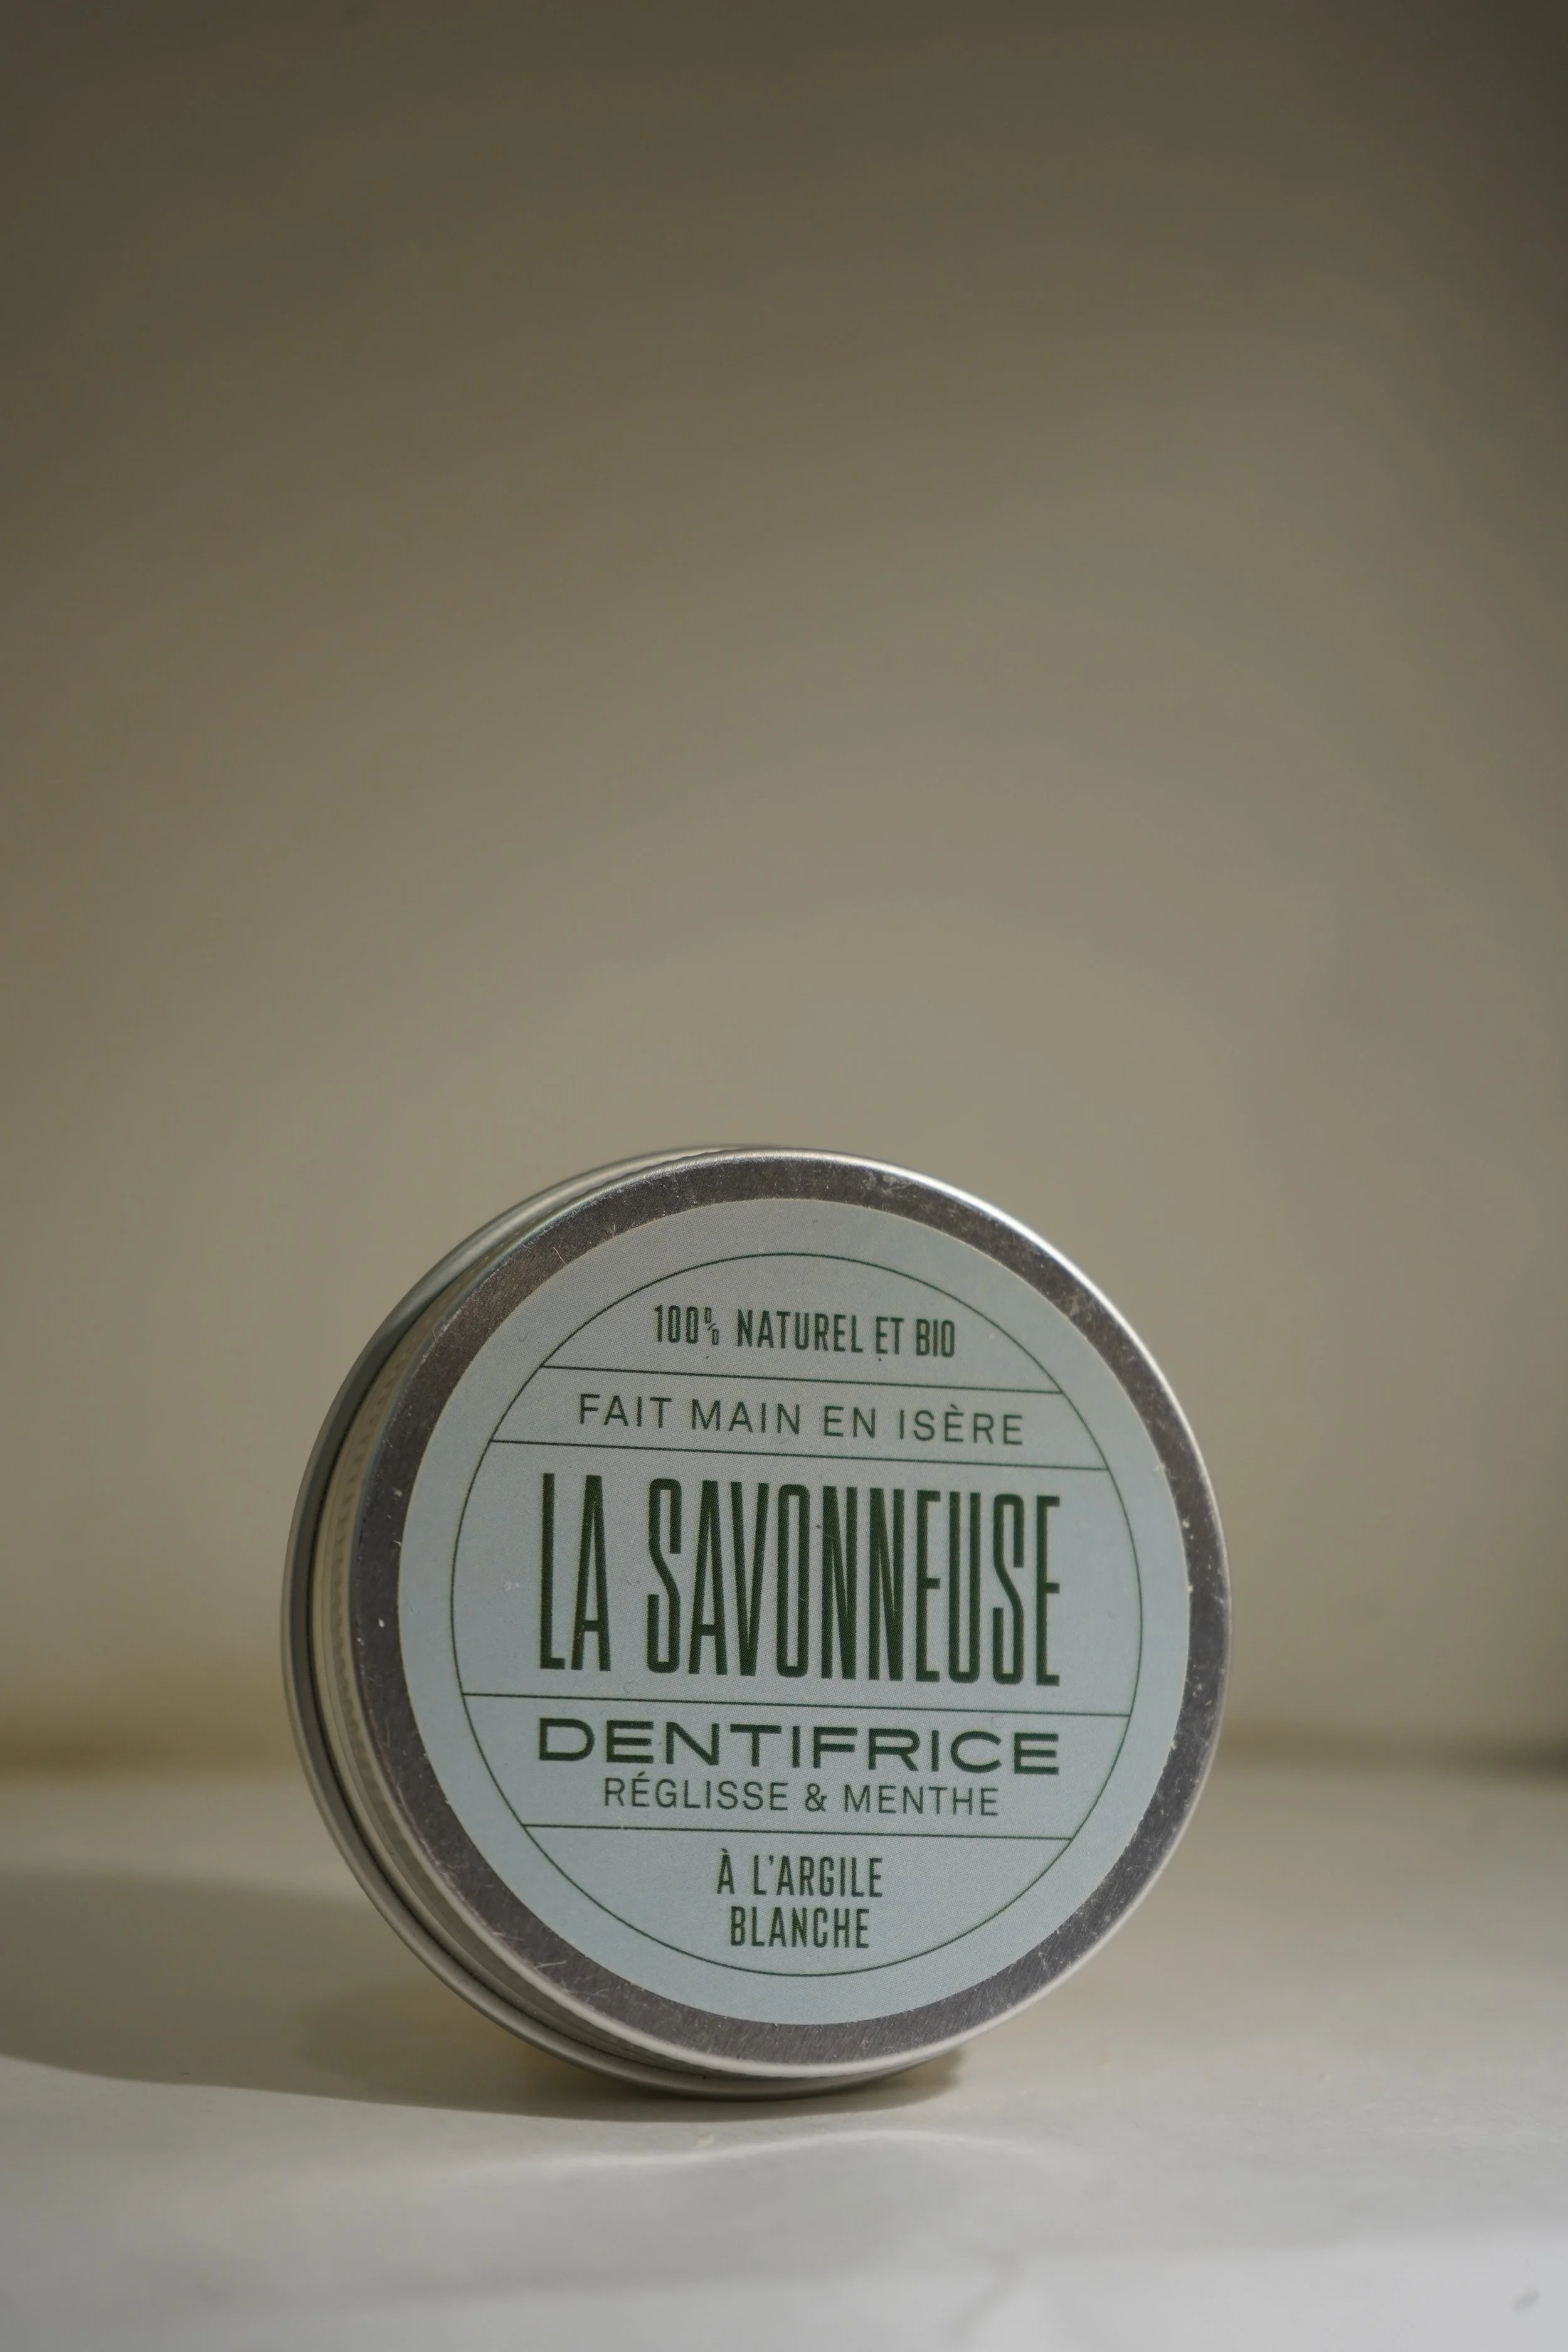 100% NATUREL ET BIO
FAIT MAIN EN ISÈRE
LA SAVONNEUSE
DENTIFRICE
RÉGLISSE & MENTHE
À L'ARGILE
BLANCHE